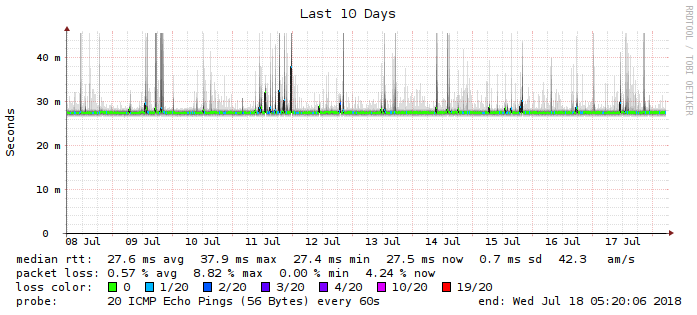 Last 10 Days
RRDTOOL / TOBI OETIKER
Seconds
40 m
30 m
20 m
10 m
0
08 Jul 09 Jul 10 Jul 11 Jul 12 Jul 13 Jul 14 Jul 15 Jul 16 Jul 17 Jul
median rtt: 27.6 ms avg 37.9 ms max 27.4 ms min 27.5 ms now 0.7 ms sd 42.3 am/s
packet loss: 0.57 % avg 8.82 % max 0.00 % min 4.24 % now
loss color: 0 1/20 2/20 3/20 4/20 10/20 19/20
probe: 20 ICMP Echo Pings (56 Bytes) every 60s end: Wed Jul 18 05:20:06 2018